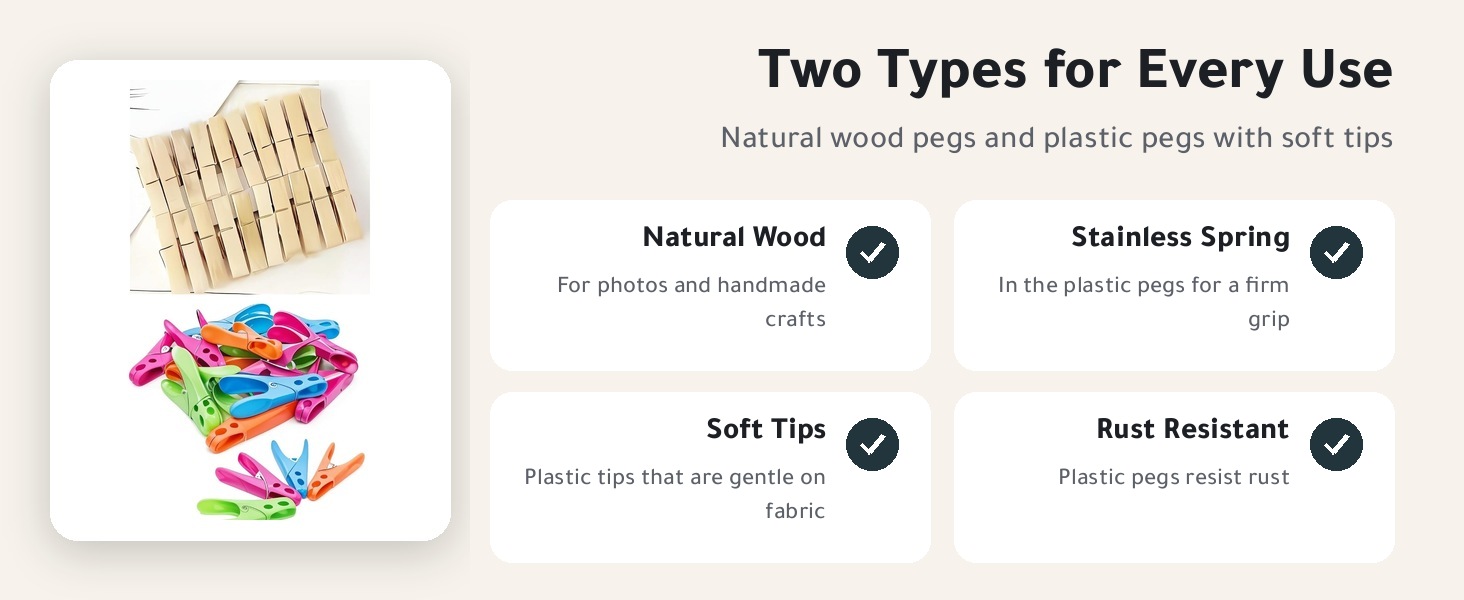 Two Types for Every Use
Natural wood pegs and plastic pegs with soft tips
Natural Wood
For photos and handmade
crafts
Stainless Spring
In the plastic pegs for a firm
grip
Soft Tips
Plastic tips that are gentle on
fabric
Rust Resistant
Plastic pegs resist rust